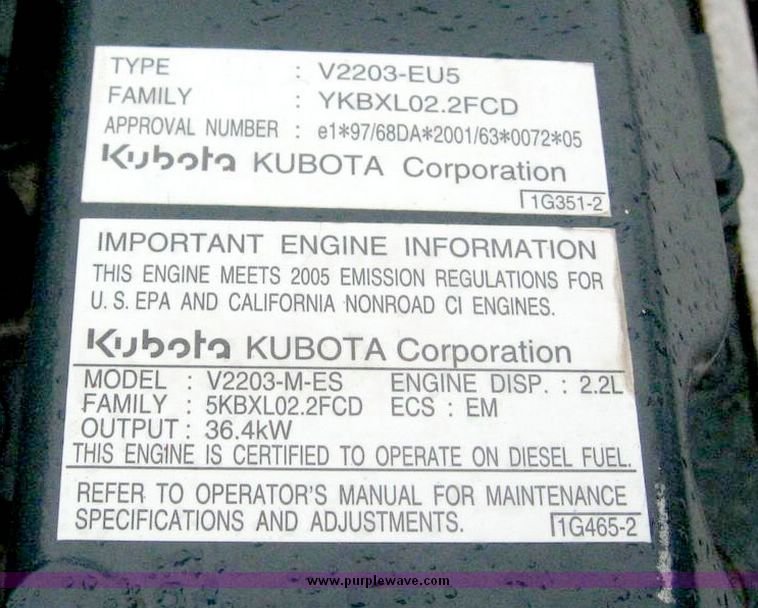 TYPE : V2203-EU5
FAMILY : YKBXL02.2FCD
APPROVAL NUMBER : e1*97/68DA*2001/63*0072*05
Kubota KUBOTA Corporation
1G351-2
IMPORTANT ENGINE INFORMATION
THIS ENGINE MEETS 2005 EMISSION REGULATIONS FOR
U.S. EPA AND CALIFORNIA NONROAD CI ENGINES.
Kubota KUBOTA Corporation
MODEL : V2203-M-ES ENGINE DISP. : 2.2L
FAMILY : 5KBXL02.2FCD ECS : EM
OUTPUT : 36.4kW
THIS ENGINE IS CERTIFIED TO OPERATE ON DIESEL FUEL.
REFER TO OPERATOR'S MANUAL FOR MAINTENANCE
SPECIFICATIONS AND ADJUSTMENTS.
1G465-2
www.purplewave.com